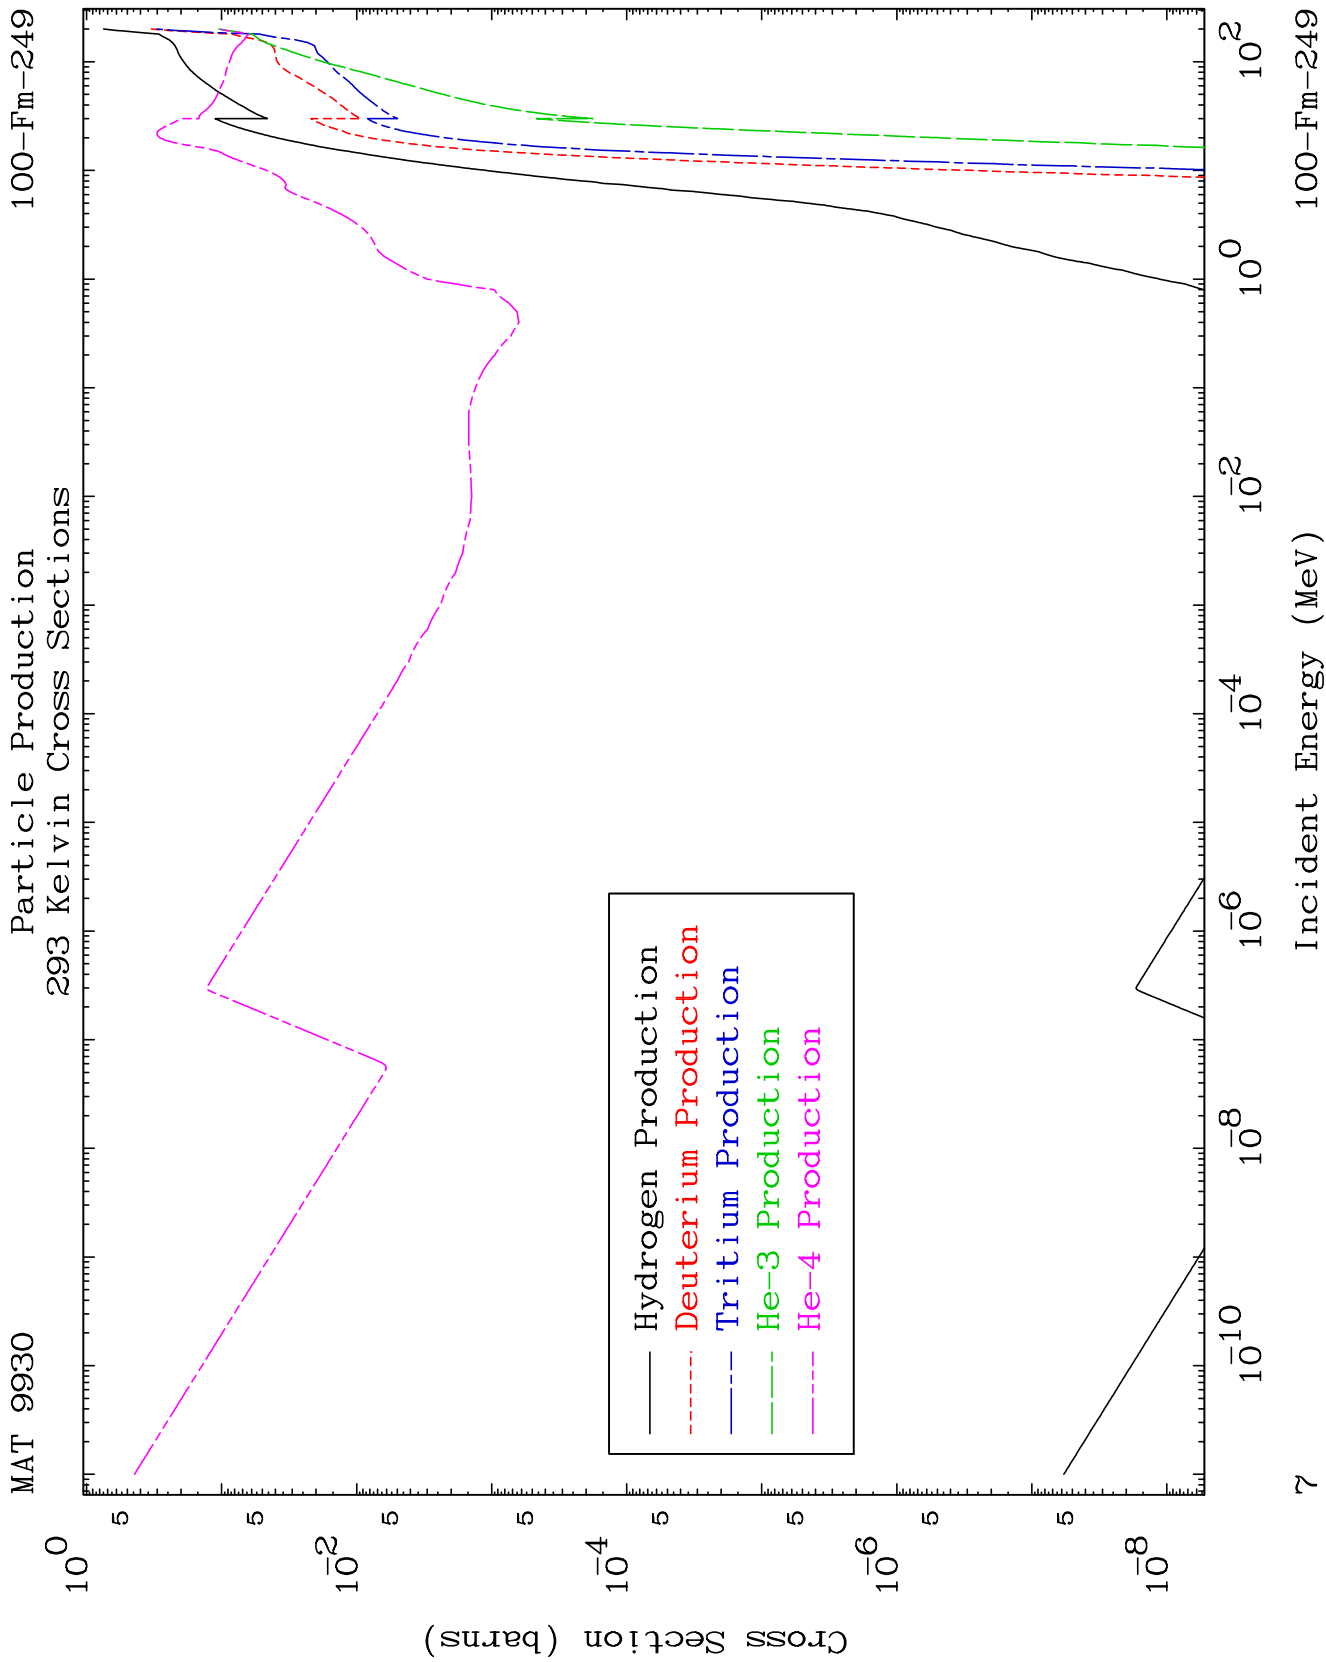 MAT 9930 Particle Production 100-Fm-249
293 Kelvin Cross Sections
10^0
5
5
10^-2
5
5
10^-4
5
5
10^-6
5
5
10^-8
Cross Section (barns)
Hydrogen Production
Deuterium Production
Tritium Production
He-3 Production
He-4 Production
10^-10 10^-8 10^-6 10^-4 10^-2 10^0 10^2
7 Incident Energy (MeV) 100-Fm-249